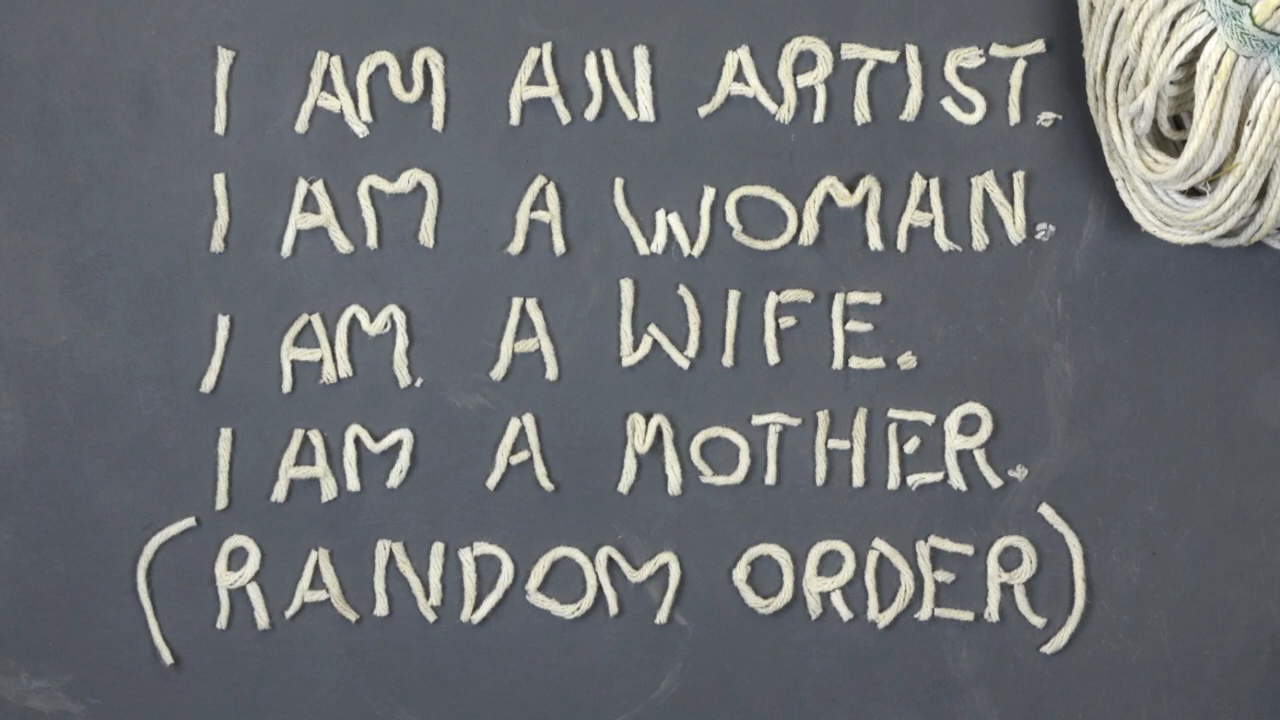 I AM AN ARTIST.
I AM A WOMAN.
I AM A WIFE.
I AM A MOTHER.
(RANDOM ORDER)